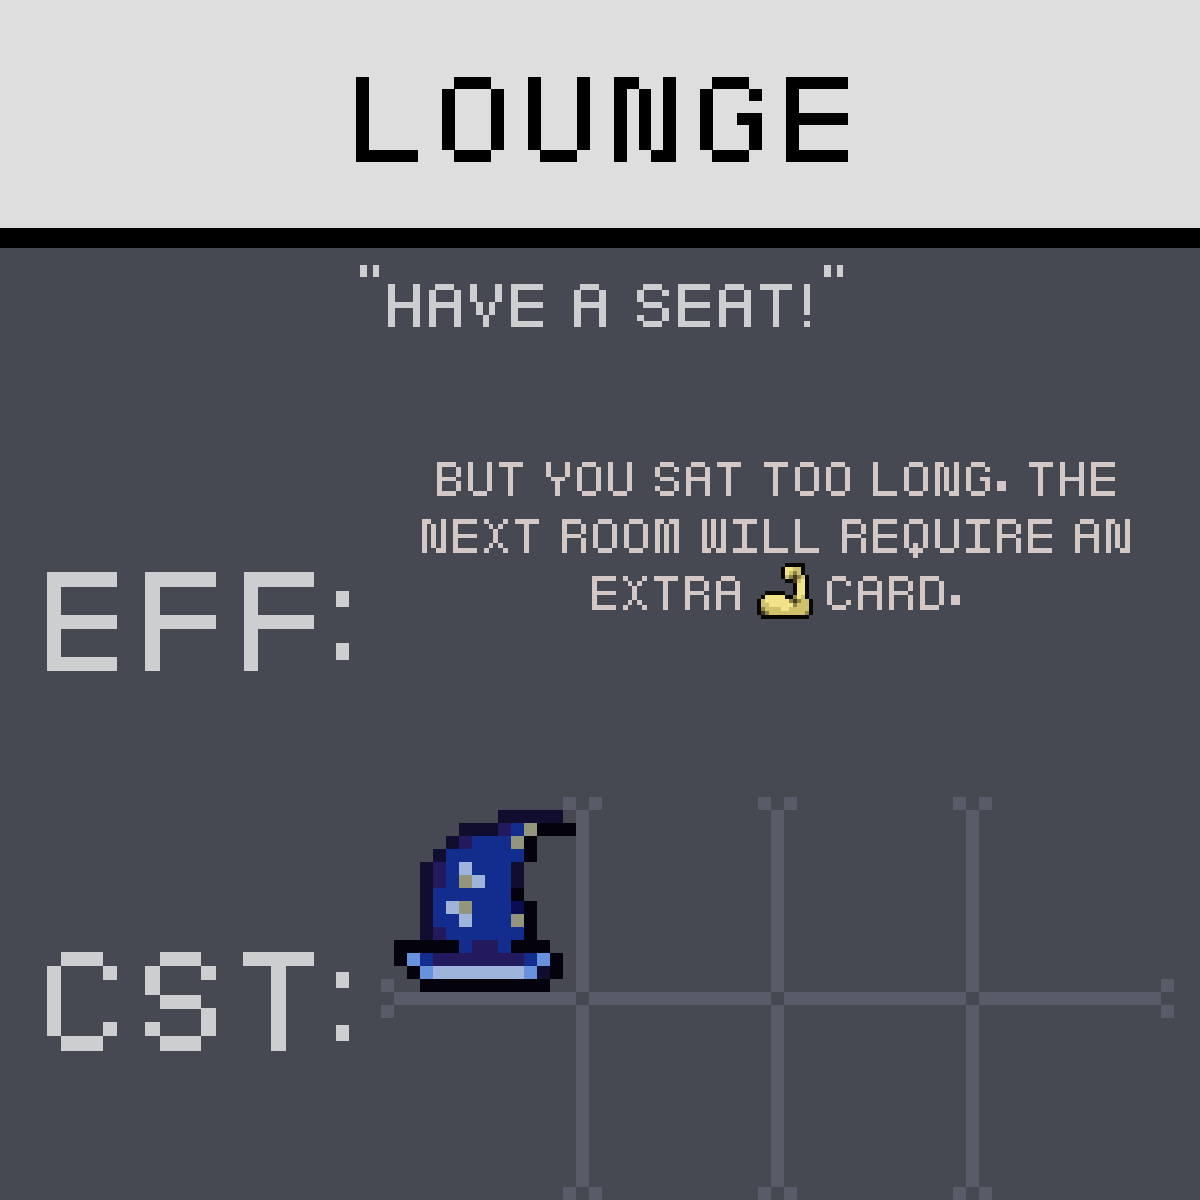 LOUNGE
"HAVE A SEAT!"
BUT YOU SAT TOO LONG. THE
NEXT ROOM WILL REQUIRE AN
EXTRA CARD.
EFF:
CST: